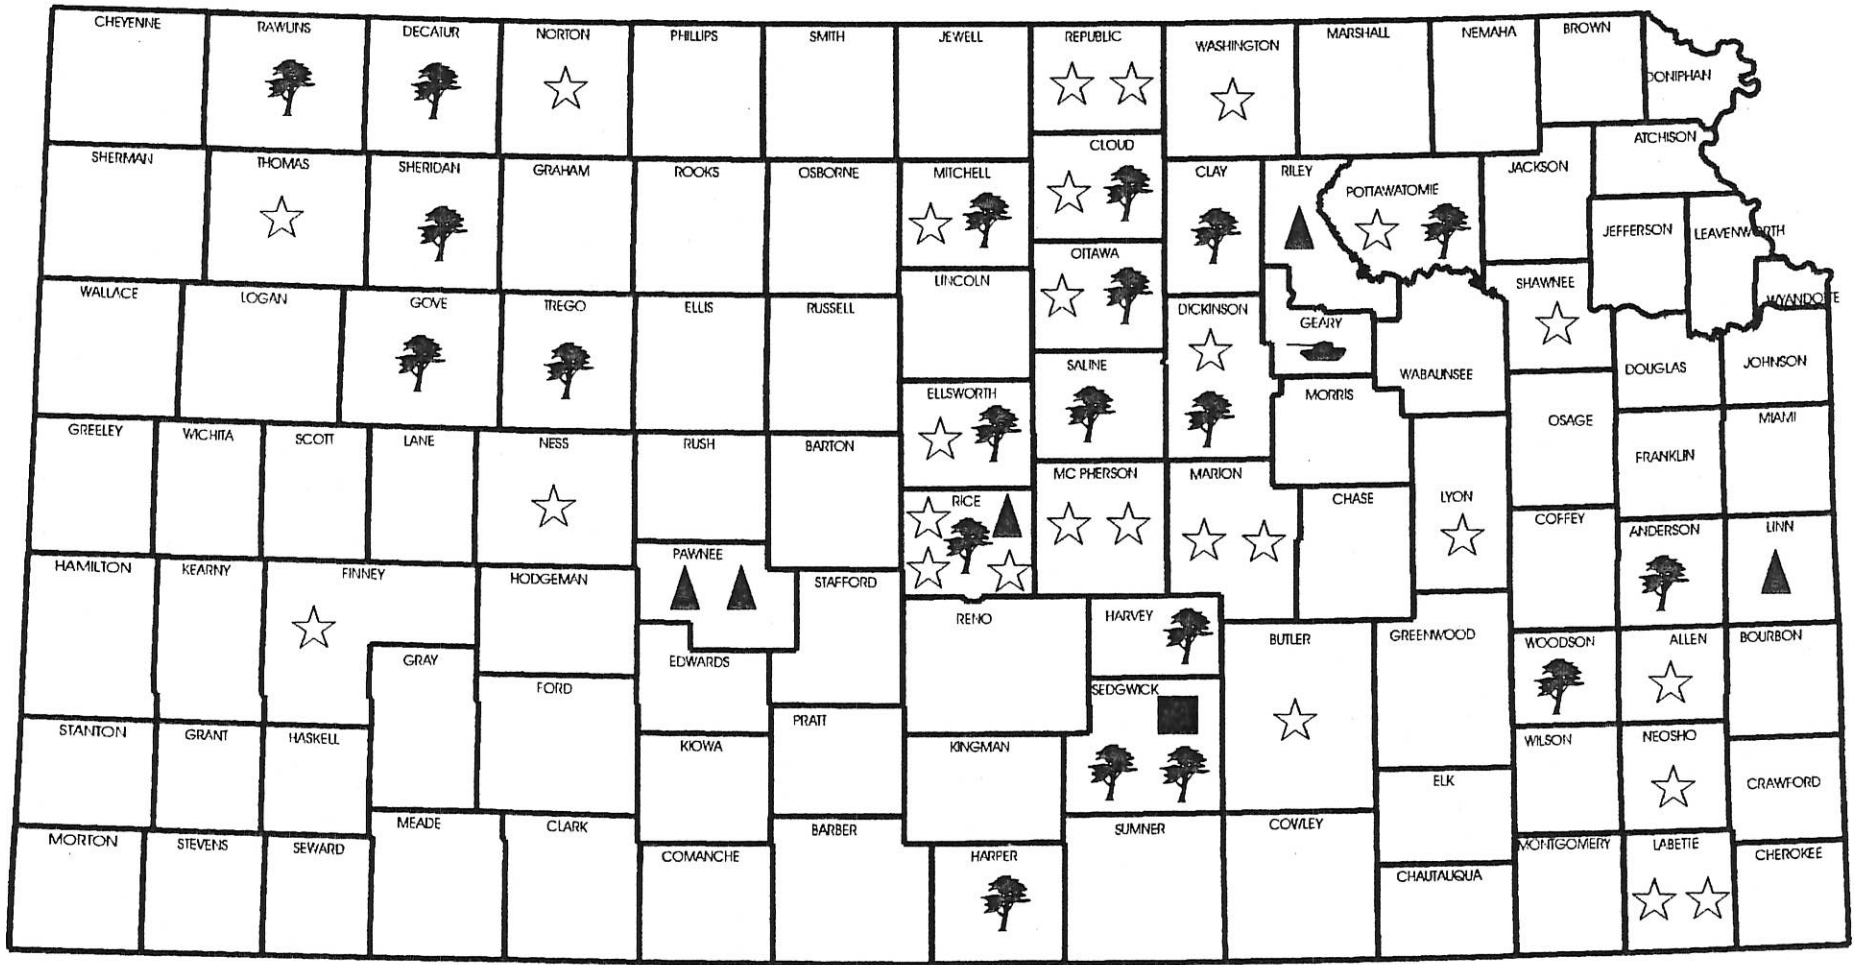 CHEYENNE
RAWLINS
DECATUR
NORTON
PHILLIPS
SMITH
JEWELL
REPUBLIC
WASHINGTON
MARSHALL
NEMAHA
BROWN
DONIPHAN
SHERMAN
THOMAS
SHERIDAN
GRAHAM
ROOKS
OSBORNE
MITCHELL
CLOUD
CLAY
RILEY
POTTAWATOMIE
JACKSON
ATCHISON
JEFFERSON
LEAVENWORTH
WYANDOTTE
WALLACE
LOGAN
GOVE
TREGO
ELLIS
RUSSELL
LINCOLN
OTTAWA
DICKINSON
GEARY
SHAWNEE
WABAUNSEE
DOUGLAS
JOHNSON
GREELEY
WICHITA
SCOTT
LANE
NESS
RUSH
BARTON
ELLSWORTH
SALINE
MORRIS
OSAGE
FRANKLIN
MIAMI
RICE
MC PHERSON
MARION
CHASE
LYON
COFFEY
ANDERSON
LINN
HAMILTON
KEARNY
FINNEY
HODGEMAN
PAWNEE
STAFFORD
RENO
HARVEY
BUTLER
GREENWOOD
WOODSON
ALLEN
BOURBON
GRAY
FORD
EDWARDS
SEDGWICK
STANTON
GRANT
HASKELL
KIOWA
PRATT
KINGMAN
ELK
WILSON
NEOSHO
CRAWFORD
MORTON
STEVENS
SEWARD
MEADE
CLARK
COMANCHE
BARBER
HARPER
SUMNER
COWLEY
CHAUTAUQUA
MONTGOMERY
LABETTE
CHEROKEE